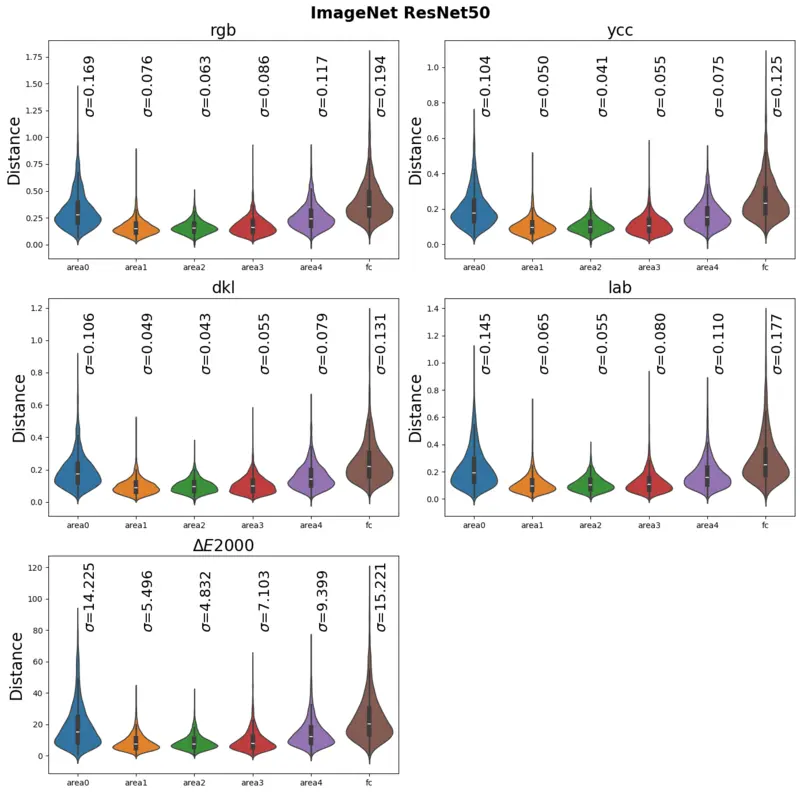 ImageNet ResNet50
rgb
Distance
1.75
1.50
1.25
1.00
0.75
0.50
0.25
0.00
σ=0.169
σ=0.076
σ=0.063
σ=0.086
σ=0.117
σ=0.194
area0 area1 area2 area3 area4 fc
ycc
Distance
1.0
0.8
0.6
0.4
0.2
0.0
σ=0.104
σ=0.050
σ=0.041
σ=0.055
σ=0.075
σ=0.125
area0 area1 area2 area3 area4 fc
dkl
Distance
1.2
1.0
0.8
0.6
0.4
0.2
0.0
σ=0.106
σ=0.049
σ=0.043
σ=0.055
σ=0.079
σ=0.131
area0 area1 area2 area3 area4 fc
lab
Distance
1.4
1.2
1.0
0.8
0.6
0.4
0.2
0.0
σ=0.145
σ=0.065
σ=0.055
σ=0.080
σ=0.110
σ=0.177
area0 area1 area2 area3 area4 fc
ΔE2000
Distance
120
100
80
60
40
20
0
σ=14.225
σ=5.496
σ=4.832
σ=7.103
σ=9.399
σ=15.221
area0 area1 area2 area3 area4 fc